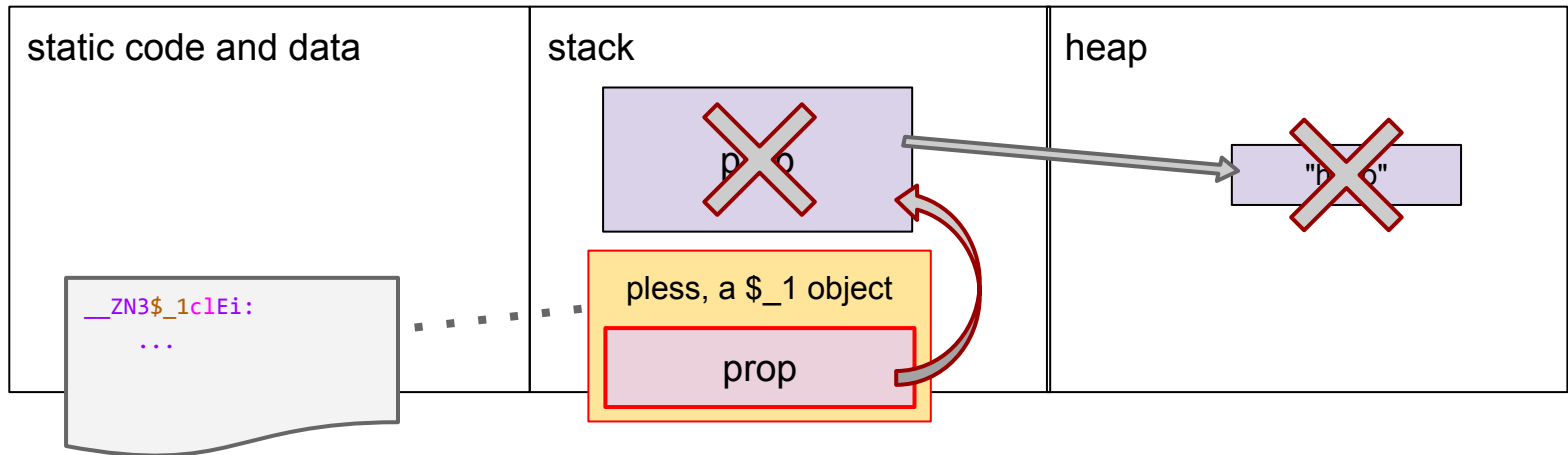 static code and data
stack
heap
pless, a $_1 object
prop
__ZN3$_1clEi:
...